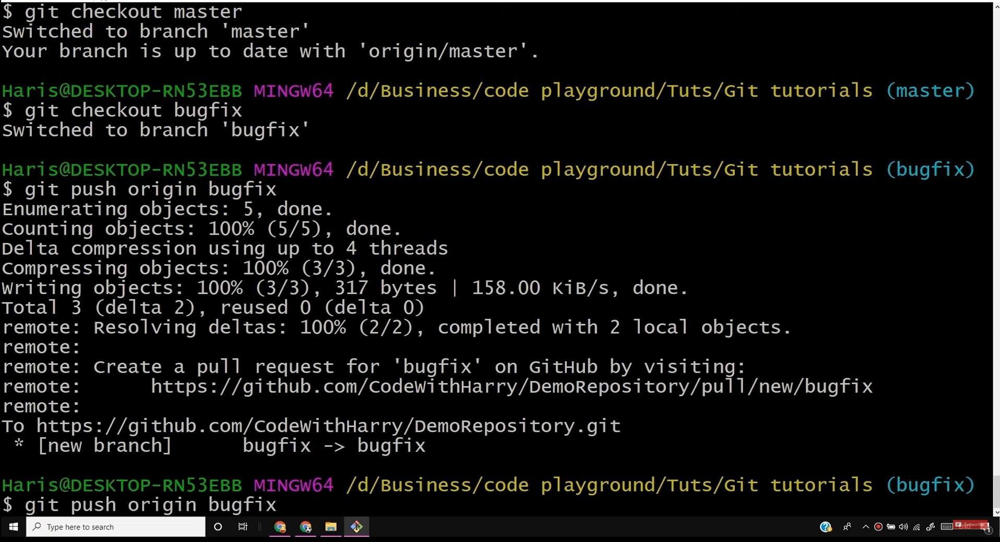 $ git checkout master
Switched to branch 'master'
Your branch is up to date with 'origin/master'.
Haris@DESKTOP-RN53EBB MINGW64 /d/Business/code playground/Tuts/Git tutorials (master)
$ git checkout bugfix
Switched to branch 'bugfix'
Haris@DESKTOP-RN53EBB MINGW64 /d/Business/code playground/Tuts/Git tutorials (bugfix)
$ git push origin bugfix
Enumerating objects: 5, done.
Counting objects: 100% (5/5), done.
Delta compression using up to 4 threads
Compressing objects: 100% (3/3), done.
Writing objects: 100% (3/3), 317 bytes | 158.00 KiB/s, done.
Total 3 (delta 2), reused 0 (delta 0)
remote: Resolving deltas: 100% (2/2), completed with 2 local objects.
remote:
remote: Create a pull request for 'bugfix' on GitHub by visiting:
remote:      https://github.com/CodeWithHarry/DemoRepository/pull/new/bugfix
remote:
To https://github.com/CodeWithHarry/DemoRepository.git
 * [new branch]      bugfix -> bugfix
Haris@DESKTOP-RN53EBB MINGW64 /d/Business/code playground/Tuts/Git tutorials (bugfix)
$ git push origin bugfix
Type here to search
Subscribe
ENG
1